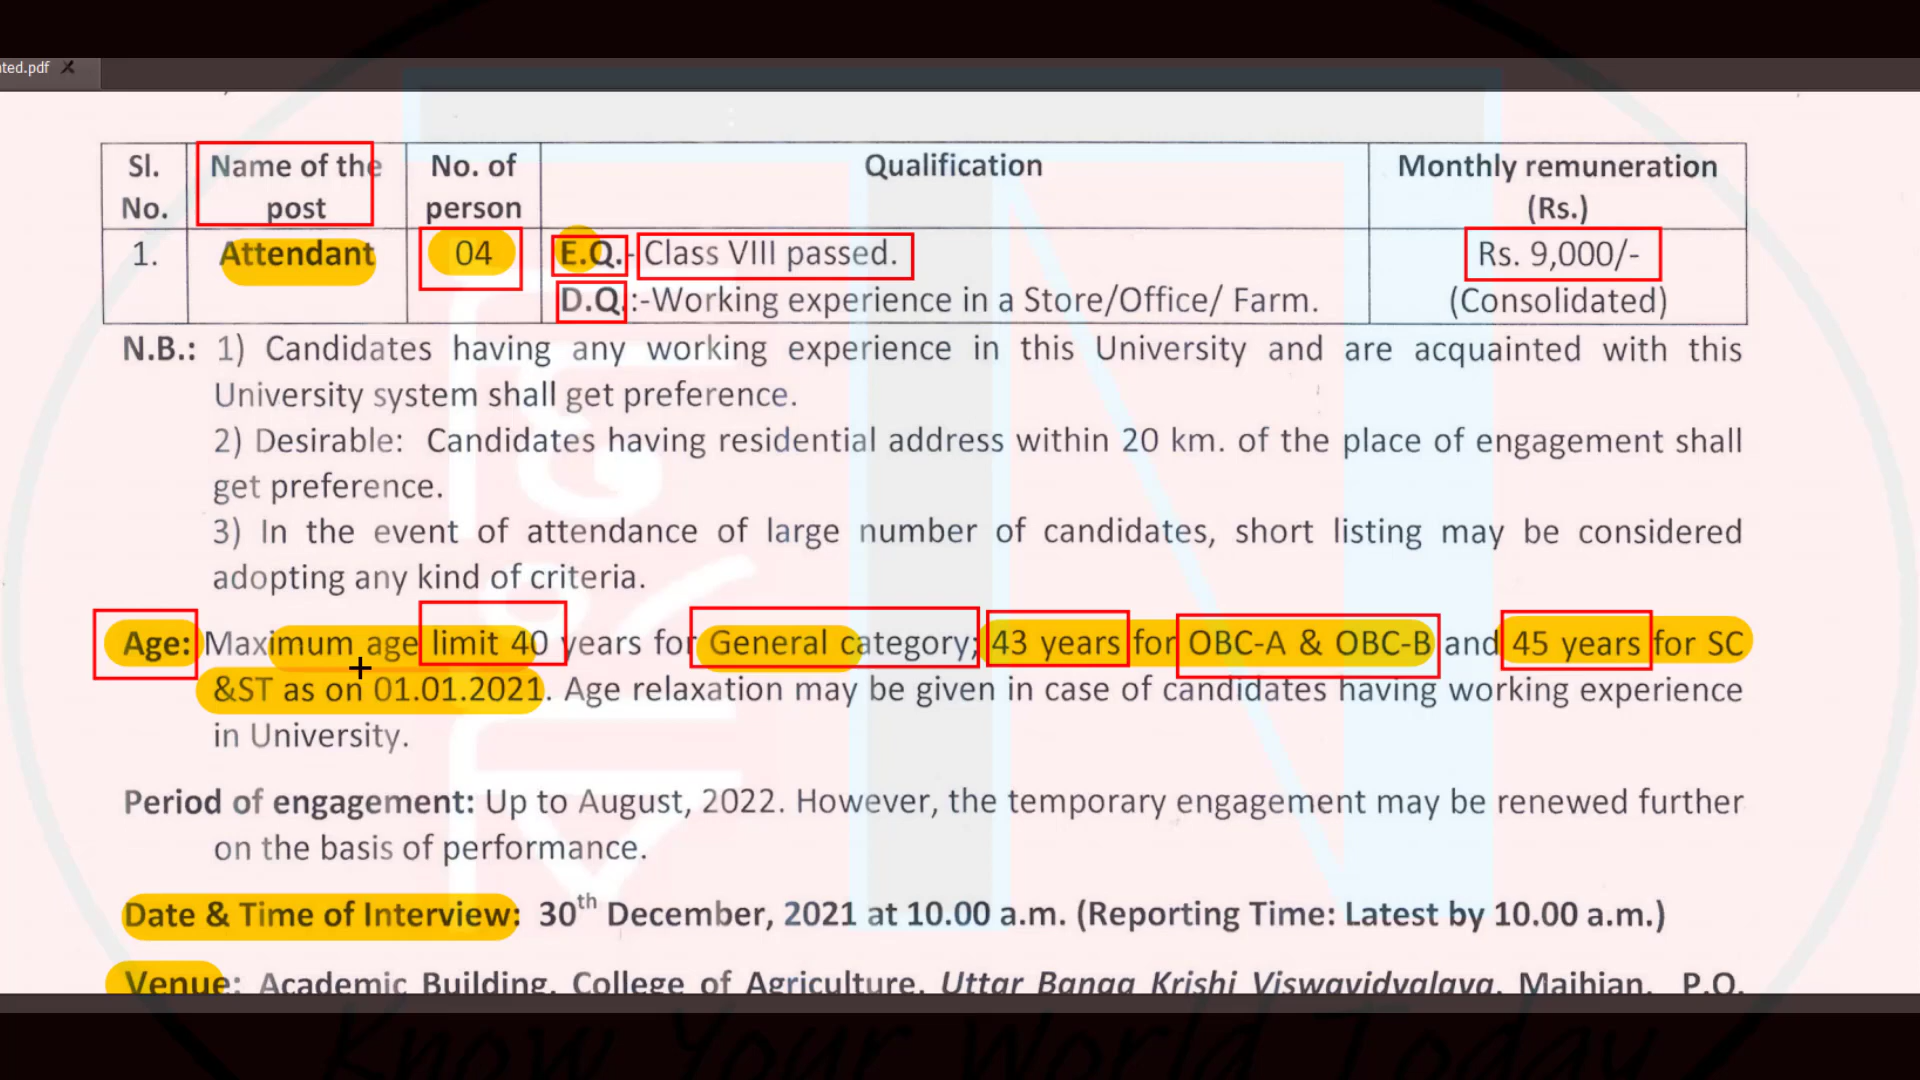 ted.pdf X
Sl. No. Name of the post No. of person Qualification Monthly remuneration (Rs.)
1. Attendant 04 E.Q.- Class VIII passed. Rs. 9,000/-
D.Q.:-Working experience in a Store/Office/ Farm. (Consolidated)
N.B.: 1) Candidates having any working experience in this University and are acquainted with this
University system shall get preference.
2) Desirable: Candidates having residential address within 20 km. of the place of engagement shall
get preference.
3) In the event of attendance of large number of candidates, short listing may be considered
adopting any kind of criteria.
Age: Maximum age limit 40 years for General category; 43 years for OBC-A & OBC-B and 45 years for SC
&ST as on 01.01.2021. Age relaxation may be given in case of candidates having working experience
in University.
Period of engagement: Up to August, 2022. However, the temporary engagement may be renewed further
on the basis of performance.
Date & Time of Interview: 30th December, 2021 at 10.00 a.m. (Reporting Time: Latest by 10.00 a.m.)
Venue: Academic Building, College of Agriculture, Uttar Banga Krishi Viswavidyalaya, Majhian, P.O.
Know Your World Today